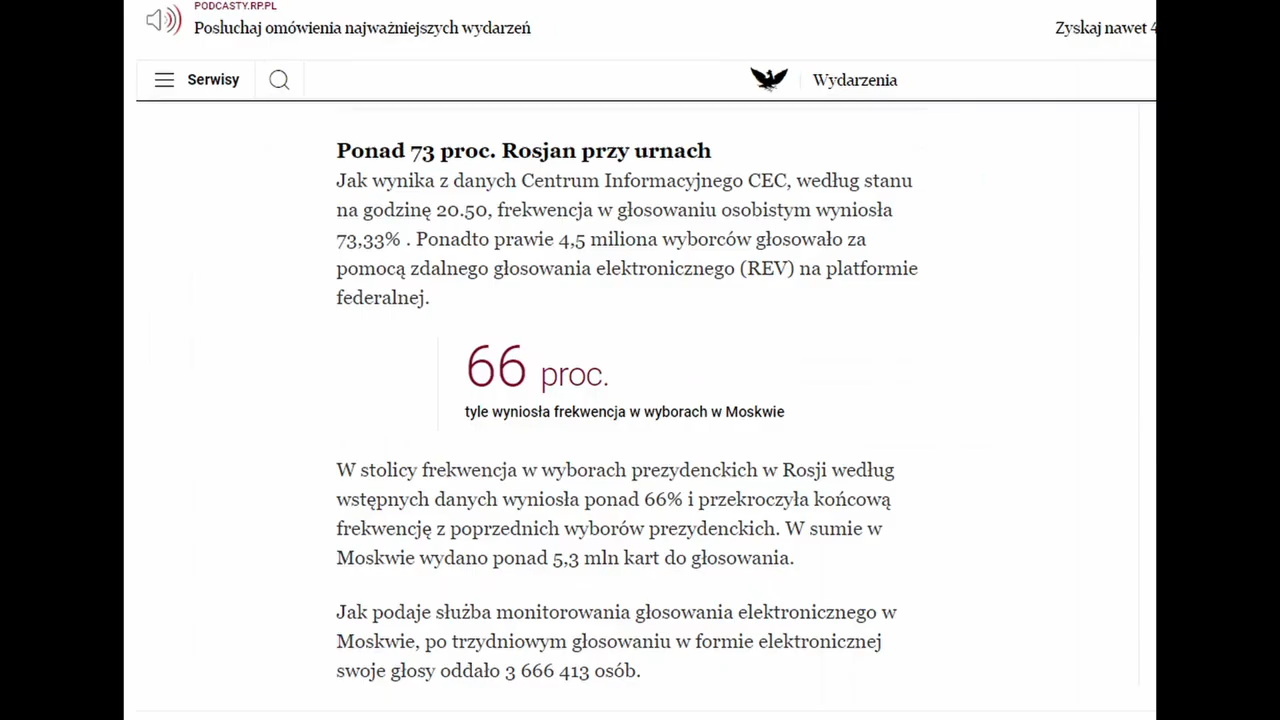 PODCASTY.RP.PL
Posłuchaj omówienia najważniejszych wydarzeń
Zyskaj nawet 4
Serwisy
Wydarzenia
Ponad 73 proc. Rosjan przy urnach
Jak wynika z danych Centrum Informacyjnego CEC, według stanu
na godzinę 20.50, frekwencja w głosowaniu osobistym wyniosła
73,33% . Ponadto prawie 4,5 miliona wyborców głosowało za
pomocą zdalnego głosowania elektronicznego (REV) na platformie
federalnej.
66 proc.
tyle wyniosła frekwencja w wyborach w Moskwie
W stolicy frekwencja w wyborach prezydenckich w Rosji według
wstępnych danych wyniosła ponad 66% i przekroczyła końcową
frekwencję z poprzednich wyborów prezydenckich. W sumie w
Moskwie wydano ponad 5,3 mln kart do głosowania.
Jak podaje służba monitorowania głosowania elektronicznego w
Moskwie, po trzydniowym głosowaniu w formie elektronicznej
swoje głosy oddało 3 666 413 osób.